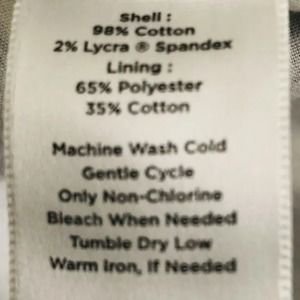 Shell :
98% Cotton
2% Lycra ® Spandex
Lining :
65% Polyester
35% Cotton
Machine Wash Cold
Gentle Cycle
Only Non-Chlorine
Bleach When Needed
Tumble Dry Low
Warm Iron, If Needed